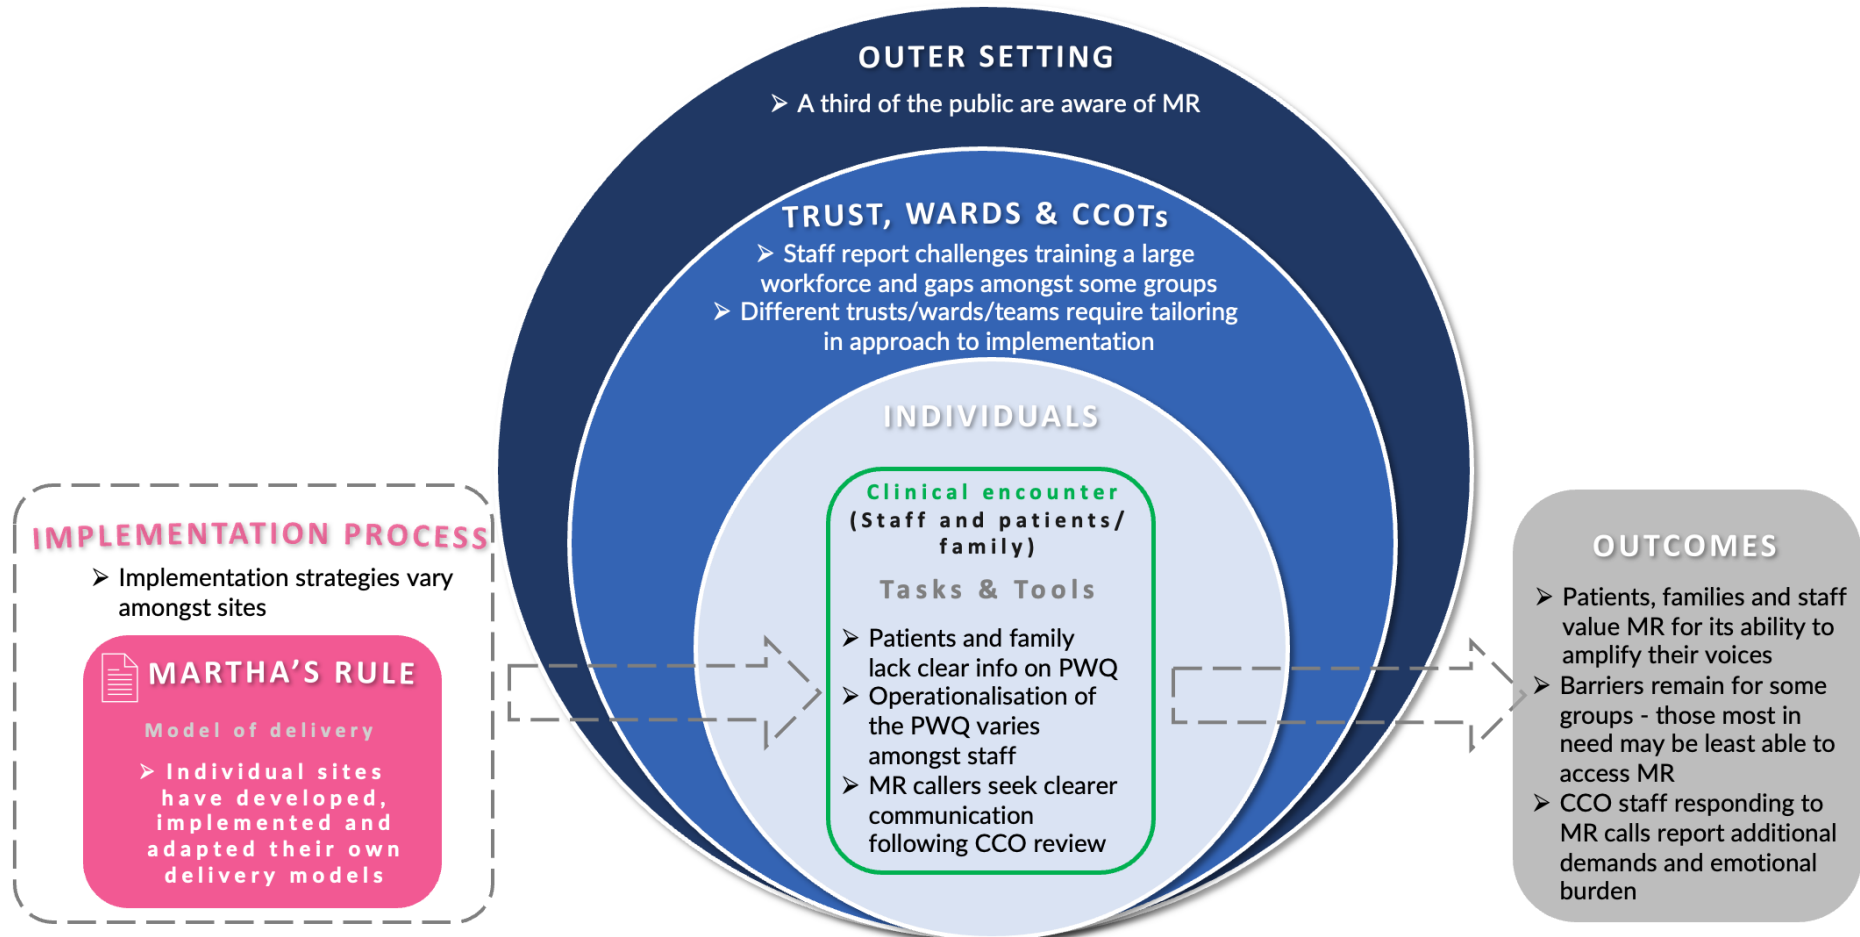 OUTER SETTING
➢ A third of the public are aware of MR
TRUST, WARDS & CCOTs
➢ Staff report challenges training a large
workforce and gaps amongst some groups
➢ Different trusts/wards/teams require tailoring
in approach to implementation
INDIVIDUALS
Clinical encounter
(Staff and patients/
family)
Tasks & Tools
➢ Patients and family
lack clear info on PWQ
➢ Operationalisation of
the PWQ varies
amongst staff
➢ MR callers seek clearer
communication
following CCO review
IMPLEMENTATION PROCESS
➢ Implementation strategies vary
amongst sites
MARTHA'S RULE
Model of delivery
➢ Individual sites
have developed,
implemented and
adapted their own
delivery models
OUTCOMES
➢ Patients, families and staff
value MR for its ability to
amplify their voices
➢ Barriers remain for some
groups - those most in
need may be least able to
access MR
➢ CCO staff responding to
MR calls report additional
demands and emotional
burden